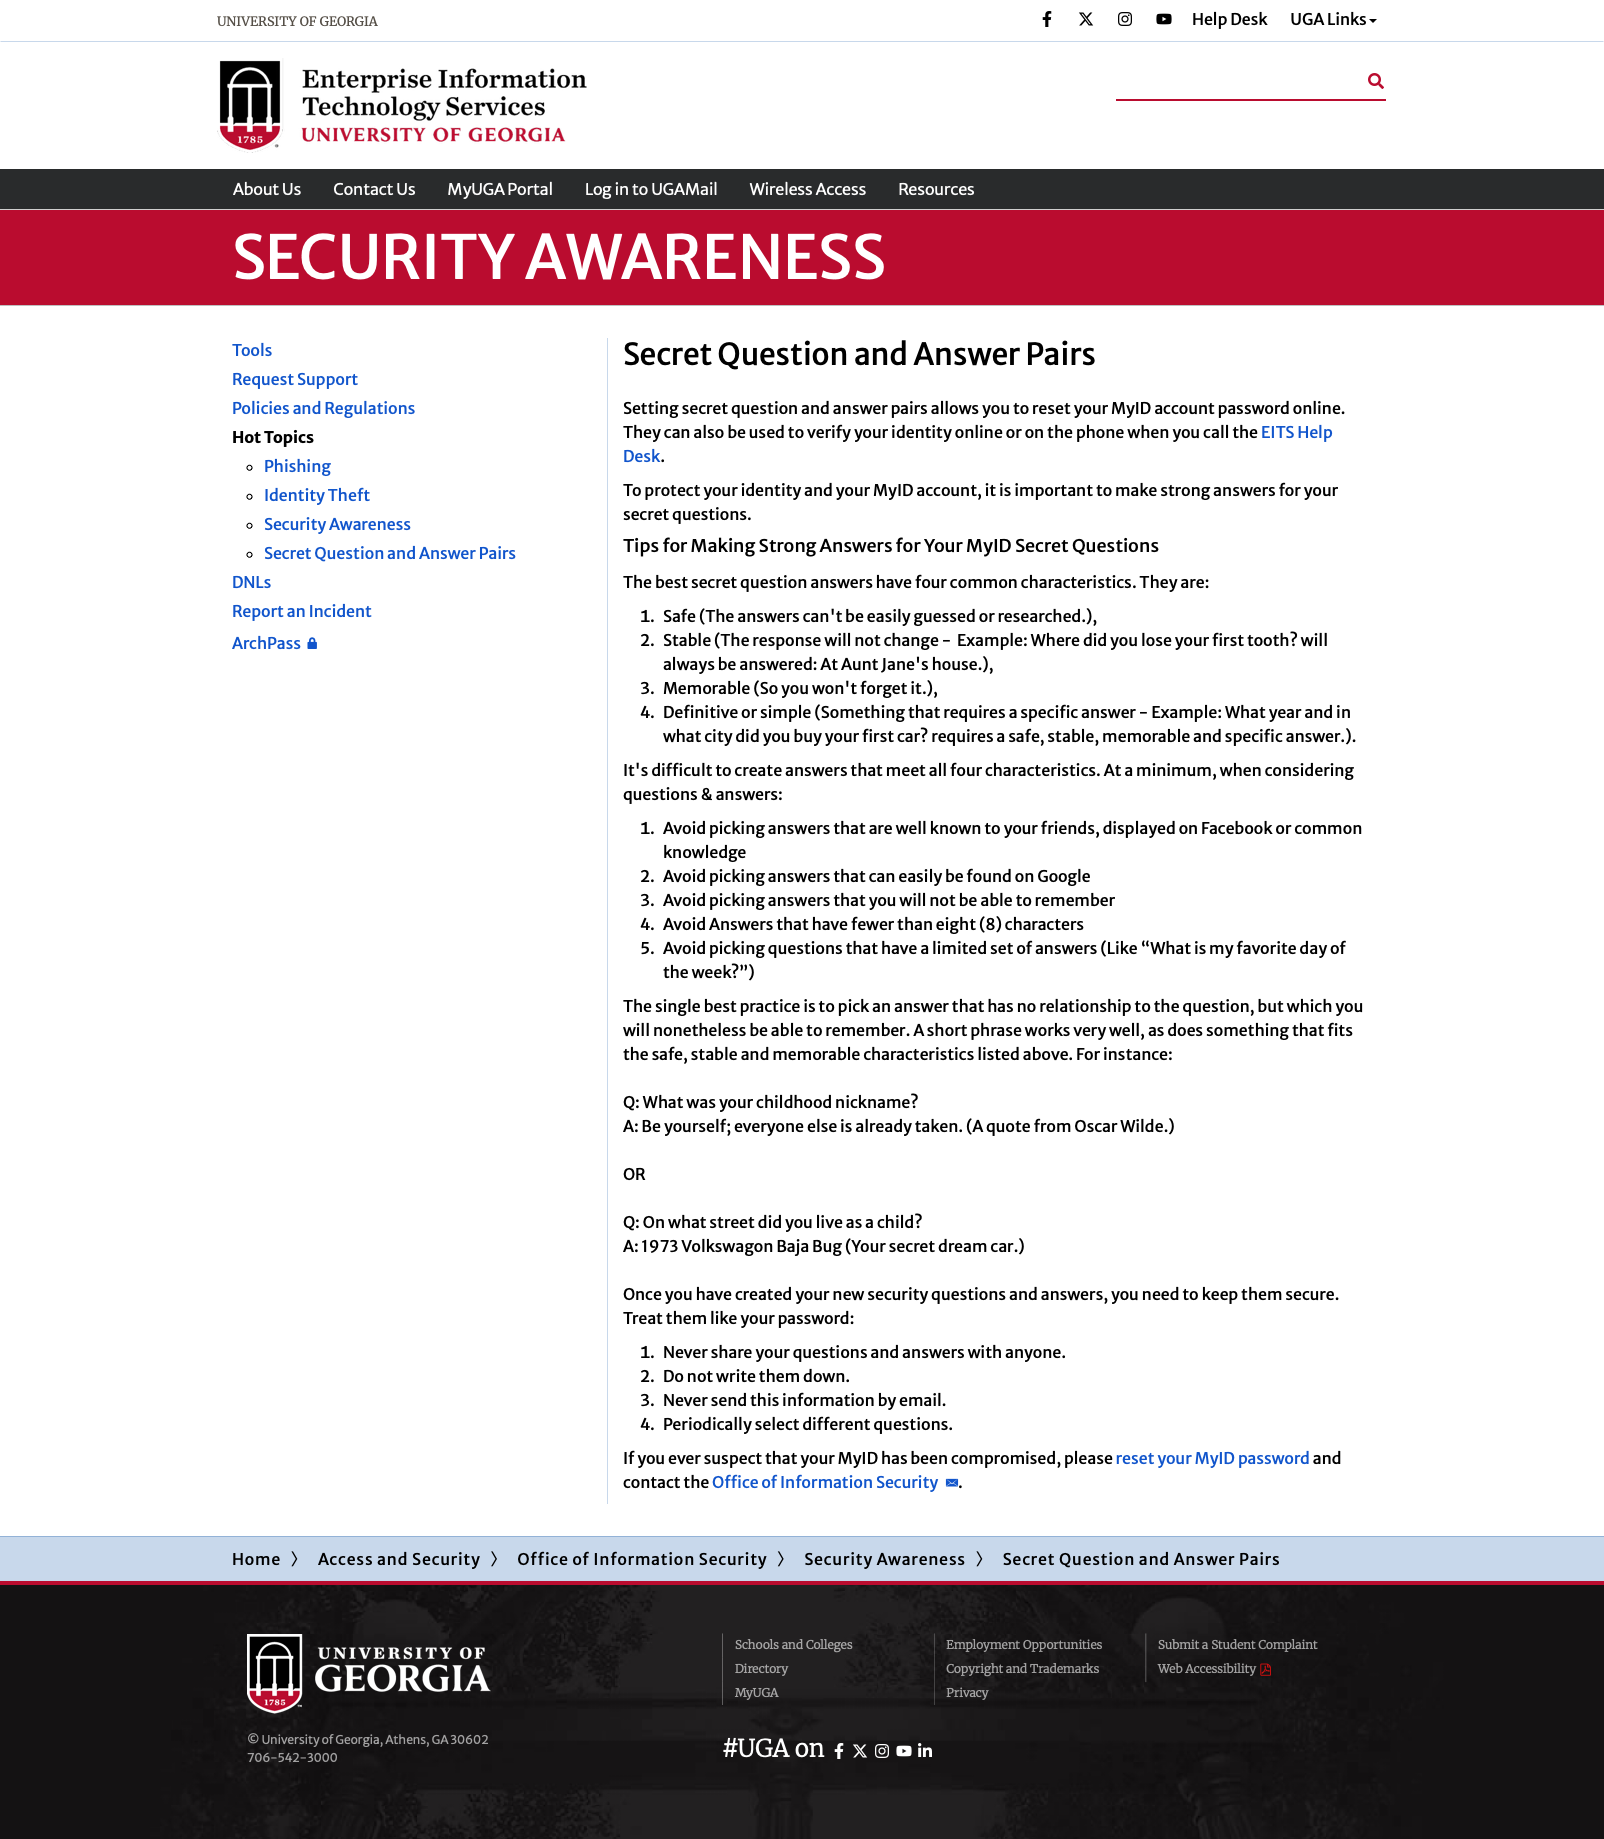 UNIVERSITY OF GEORGIA
Help Desk
UGA Links
1785
Enterprise Information
Technology Services
UNIVERSITY OF GEORGIA
About Us
Contact Us
MyUGA Portal
Log in to UGAMail
Wireless Access
Resources
SECURITY AWARENESS
Tools
Request Support
Policies and Regulations
Hot Topics
Phishing
Identity Theft
Security Awareness
Secret Question and Answer Pairs
DNLs
Report an Incident
ArchPass
Secret Question and Answer Pairs
Setting secret question and answer pairs allows you to reset your MyID account password online.
They can also be used to verify your identity online or on the phone when you call the EITS Help
Desk.
To protect your identity and your MyID account, it is important to make strong answers for your
secret questions.
Tips for Making Strong Answers for Your MyID Secret Questions
The best secret question answers have four common characteristics. They are:
1. Safe (The answers can't be easily guessed or researched.),
2. Stable (The response will not change - Example: Where did you lose your first tooth? will
always be answered: At Aunt Jane's house.),
3. Memorable (So you won't forget it.),
4. Definitive or simple (Something that requires a specific answer - Example: What year and in
what city did you buy your first car? requires a safe, stable, memorable and specific answer.).
It's difficult to create answers that meet all four characteristics. At a minimum, when considering
questions & answers:
1. Avoid picking answers that are well known to your friends, displayed on Facebook or common
knowledge
2. Avoid picking answers that can easily be found on Google
3. Avoid picking answers that you will not be able to remember
4. Avoid Answers that have fewer than eight (8) characters
5. Avoid picking questions that have a limited set of answers (Like “What is my favorite day of
the week?”)
The single best practice is to pick an answer that has no relationship to the question, but which you
will nonetheless be able to remember. A short phrase works very well, as does something that fits
the safe, stable and memorable characteristics listed above. For instance:
Q: What was your childhood nickname?
A: Be yourself; everyone else is already taken. (A quote from Oscar Wilde.)
OR
Q: On what street did you live as a child?
A: 1973 Volkswagon Baja Bug (Your secret dream car.)
Once you have created your new security questions and answers, you need to keep them secure.
Treat them like your password:
1. Never share your questions and answers with anyone.
2. Do not write them down.
3. Never send this information by email.
4. Periodically select different questions.
If you ever suspect that your MyID has been compromised, please reset your MyID password and
contact the Office of Information Security.
Home 〉 Access and Security 〉 Office of Information Security 〉 Security Awareness 〉 Secret Question and Answer Pairs
1785
UNIVERSITY OF
GEORGIA
© University of Georgia, Athens, GA 30602
706-542-3000
Schools and Colleges
Directory
MyUGA
Employment Opportunities
Copyright and Trademarks
Privacy
Submit a Student Complaint
Web Accessibility
#UGA on